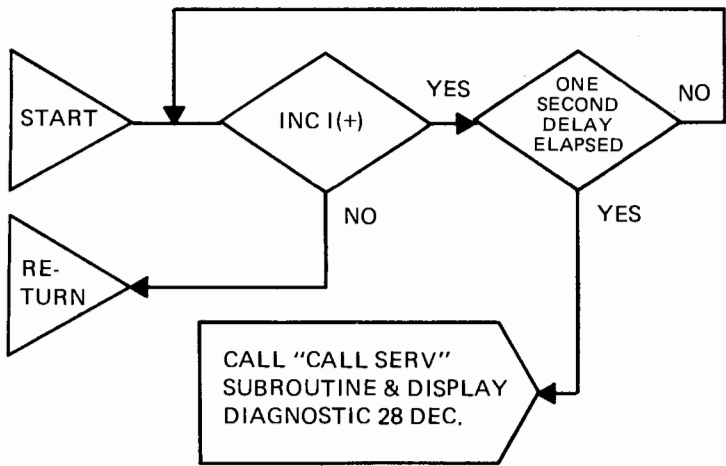 START
INC I(+)
YES
ONE
SECOND
DELAY
ELAPSED
NO
NO
YES
RE-
TURN
CALL "CALL SERV"
SUBROUTINE & DISPLAY
DIAGNOSTIC 28 DEC.